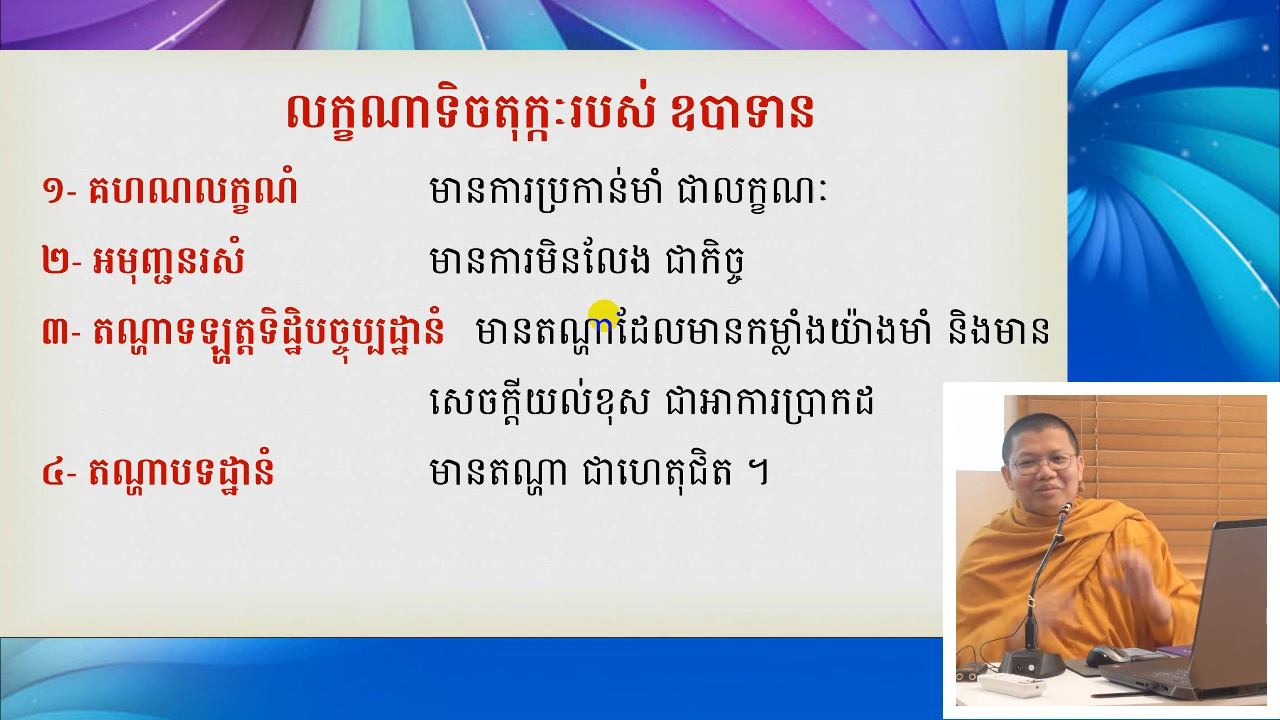 លក្ខណាទិចតុក្កៈរបស់ ឧបាទាន
១- គហណលក្ខណំ មានការប្រកាន់មាំ ជាលក្ខណៈ
២- អមុញ្ជនរសំ មានការមិនលែង ជាកិច្ច
៣- តណ្ហាទឡ្ហត្តទិដ្ឋិបច្ចុប្បដ្ឋានំ មានតណ្ហាដែលមានកម្លាំងយ៉ាងមាំ និងមាន
សេចក្តីយល់ខុស ជាអាការប្រាកដ
៤- តណ្ហាបទដ្ឋានំ មានតណ្ហា ជាហេតុជិត ។